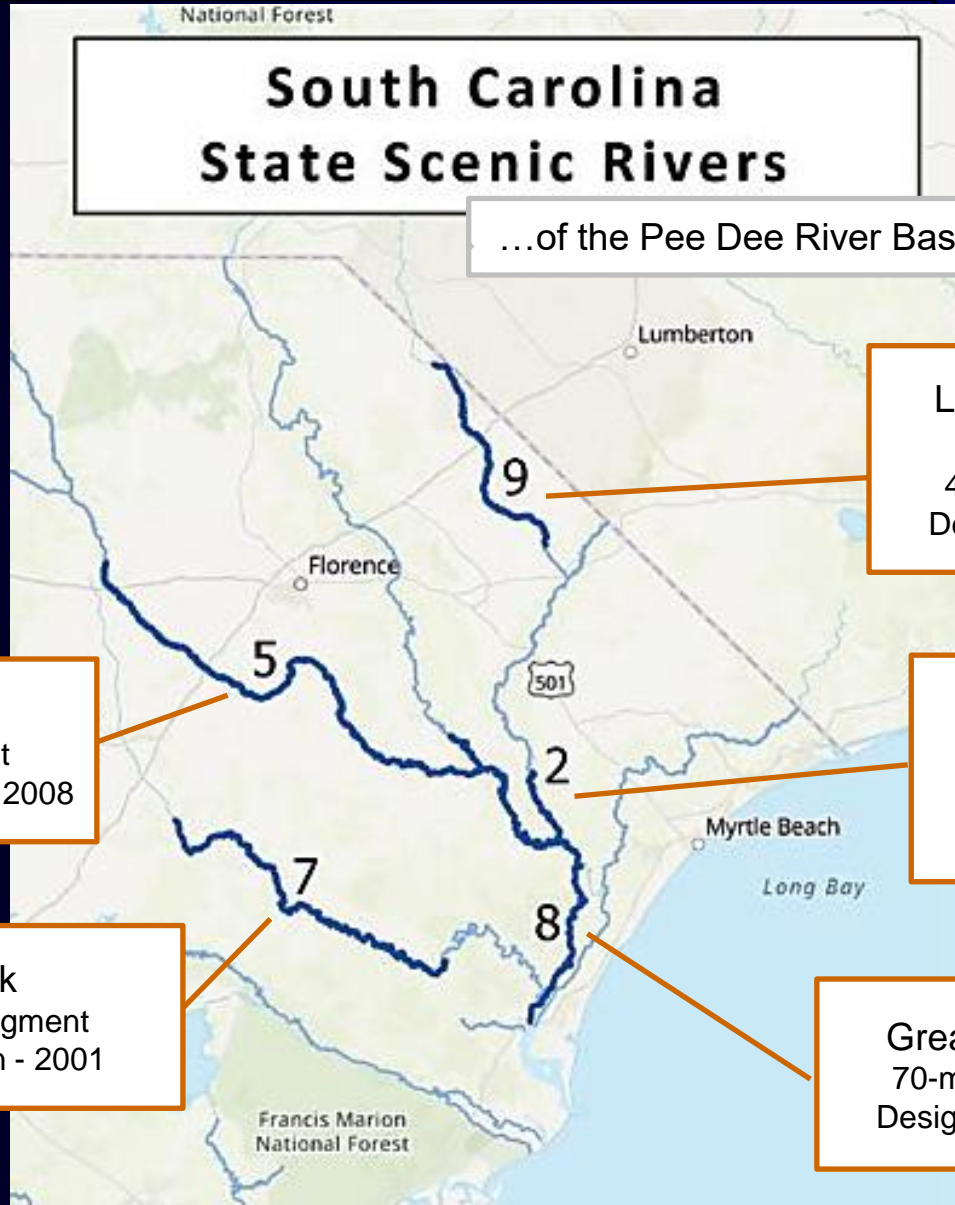 National Forest
South Carolina
State Scenic Rivers
…of the Pee Dee River Bas
Lumberton
L
4
De
9
Florence
5
501
t
2008
2
Myrtle Beach
Long Bay
7
8
k
gment
n - 2001
Grea
70-m
Desig
Francis Marion
National Forest